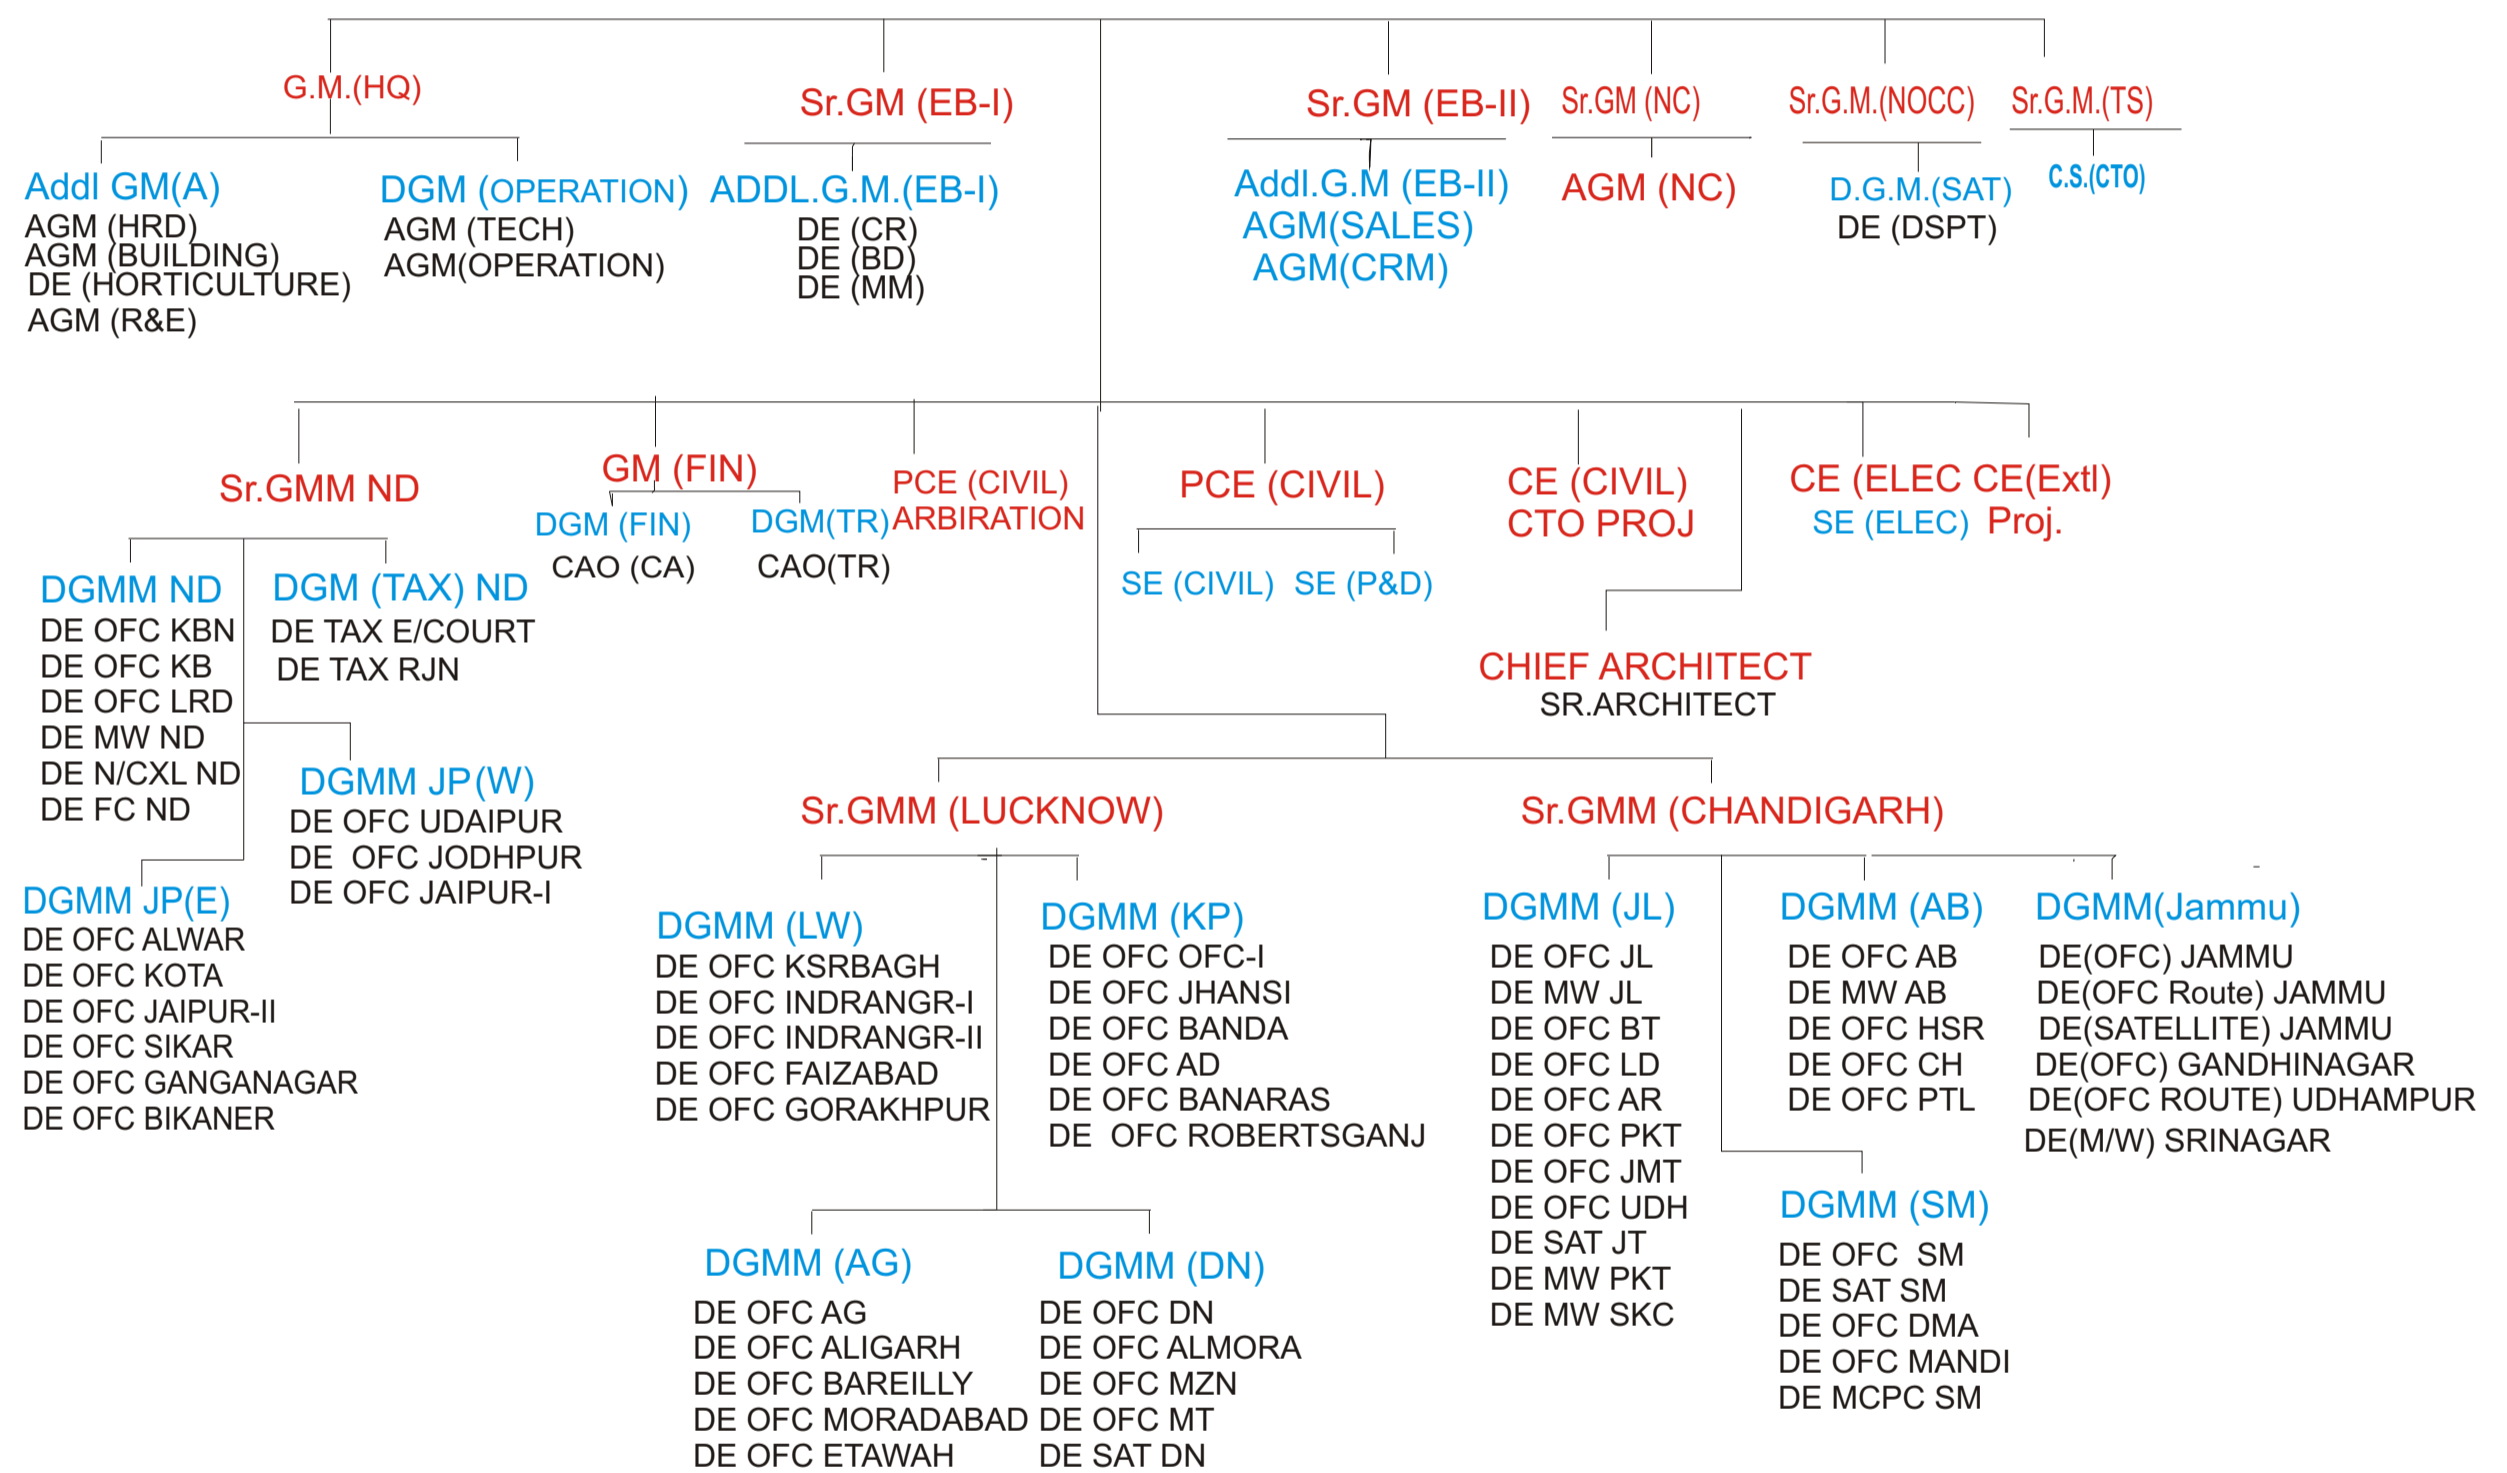 G.M.(HQ)
Addl GM(A)
AGM (HRD)
AGM (BUILDING)
DE (HORTICULTURE)
AGM (R&E)
DGM (OPERATION)
AGM (TECH)
AGM(OPERATION)
Sr.GM (EB-I)
ADDL.G.M.(EB-I)
DE (CR)
DE (BD)
DE (MM)
Sr.GM (EB-II)
Addl.G.M (EB-II)
AGM(SALES)
AGM(CRM)
Sr.GM (NC)
AGM (NC)
Sr.G.M.(NOCC)
D.G.M.(SAT)
DE (DSPT)
Sr.G.M.(TS)
C.S.(CTO)
Sr.GMM ND
DGMM ND
DE OFC KBN
DE OFC KB
DE OFC LRD
DE MW ND
DE N/CXL ND
DE FC ND
DGM (TAX) ND
DE TAX E/COURT
DE TAX RJN
DGMM JP(W)
DE OFC UDAIPUR
DE OFC JODHPUR
DE OFC JAIPUR-I
DGMM JP(E)
DE OFC ALWAR
DE OFC KOTA
DE OFC JAIPUR-II
DE OFC SIKAR
DE OFC GANGANAGAR
DE OFC BIKANER
GM (FIN)
DGM (FIN)
CAO (CA)
DGM(TR)
CAO(TR)
PCE (CIVIL)
ARBIRATION
PCE (CIVIL)
SE (CIVIL)
SE (P&D)
CE (CIVIL)
CTO PROJ
CHIEF ARCHITECT
SR.ARCHITECT
CE (ELEC
SE (ELEC)
CE(Extl)
Proj.
Sr.GMM (LUCKNOW)
DGMM (LW)
DE OFC KSRBAGH
DE OFC INDRANGR-I
DE OFC INDRANGR-II
DE OFC FAIZABAD
DE OFC GORAKHPUR
DGMM (KP)
DE OFC OFC-I
DE OFC JHANSI
DE OFC BANDA
DE OFC AD
DE OFC BANARAS
DE OFC ROBERTSGANJ
DGMM (AG)
DE OFC AG
DE OFC ALIGARH
DE OFC BAREILLY
DE OFC MORADABAD
DE OFC ETAWAH
DGMM (DN)
DE OFC DN
DE OFC ALMORA
DE OFC MZN
DE OFC MT
DE SAT DN
Sr.GMM (CHANDIGARH)
DGMM (JL)
DE OFC JL
DE MW JL
DE OFC BT
DE OFC LD
DE OFC AR
DE OFC PKT
DE OFC JMT
DE OFC UDH
DE SAT JT
DE MW PKT
DE MW SKC
DGMM (AB)
DE OFC AB
DE MW AB
DE OFC HSR
DE OFC CH
DE OFC PTL
DGMM(Jammu)
DE(OFC) JAMMU
DE(OFC Route) JAMMU
DE(SATELLITE) JAMMU
DE(OFC) GANDHINAGAR
DE(OFC ROUTE) UDHAMPUR
DE(M/W) SRINAGAR
DGMM (SM)
DE OFC SM
DE SAT SM
DE OFC DMA
DE OFC MANDI
DE MCPC SM